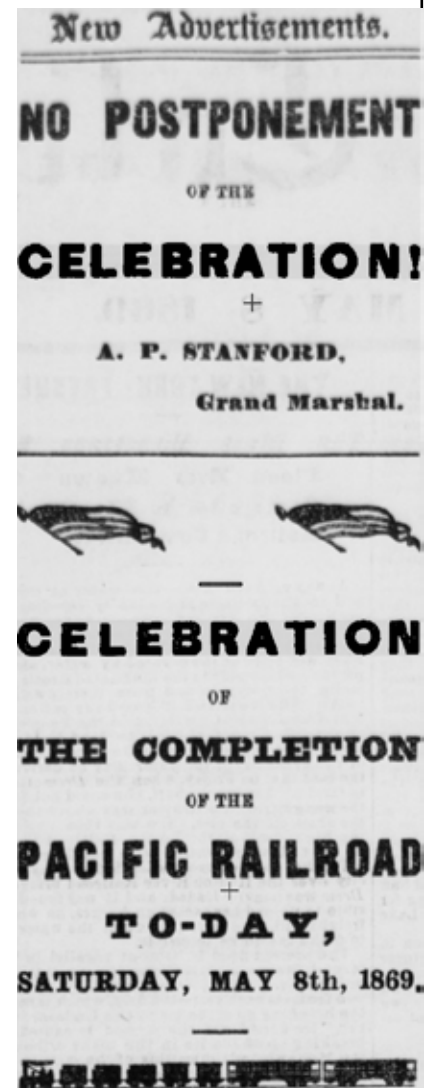 New Advertisements.
NO POSTPONEMENT
OF THE
CELEBRATION!
A. P. STANFORD,
Grand Marshal.
CELEBRATION
OF
THE COMPLETION
OF THE
PACIFIC RAILROAD
TO-DAY,
SATURDAY, MAY 8th, 1869.